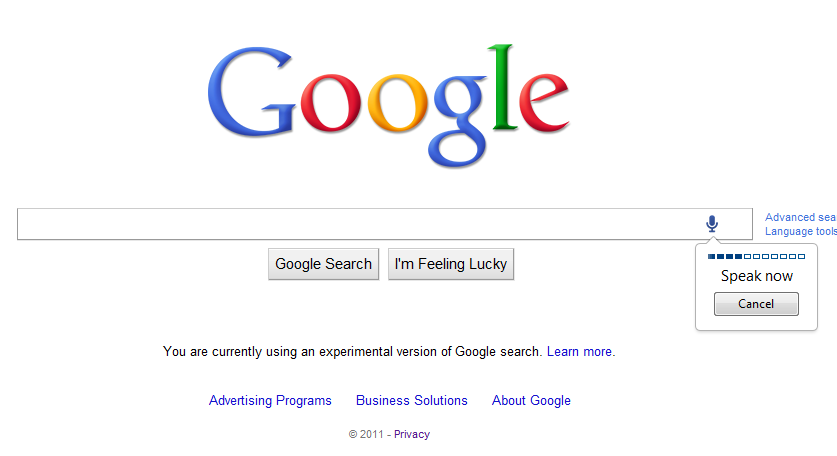 Google
Advanced sea
Language tools
Google Search I'm Feeling Lucky
Speak now
Cancel
You are currently using an experimental version of Google search. Learn more.
Advertising Programs Business Solutions About Google
© 2011 - Privacy